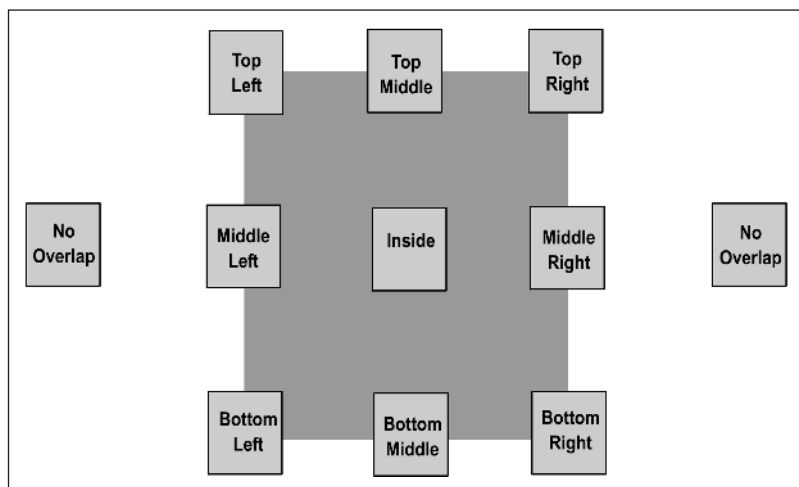 Top
Left
Top
Middle
Top
Right
No
Overlap
Middle
Left
Inside
Middle
Right
No
Overlap
Bottom
Left
Bottom
Middle
Bottom
Right